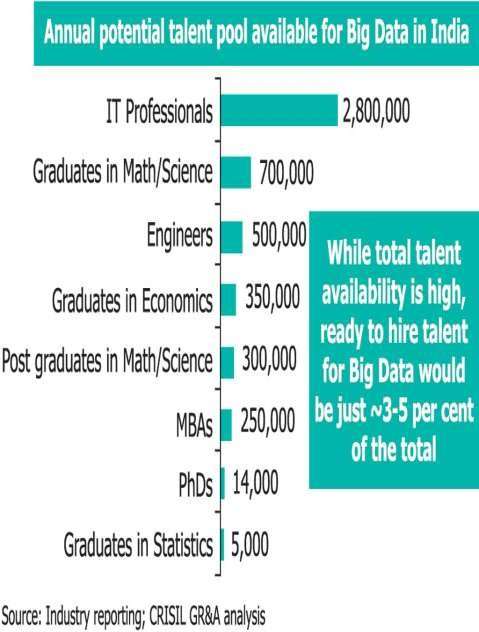 Annual potential talent pool available for Big Data in India
IT Professionals 2,800,000
Graduates in Math/Science 700,000
Engineers 500,000
Graduates in Economics 350,000
Post graduates in Math/Science 300,000
MBAs 250,000
PhDs 14,000
Graduates in Statistics 5,000
While total talent
availability is high,
ready to hire talent
for Big Data would
be just ~3-5 per cent
of the total
Source: Industry reporting; CRISIL GR&A analysis